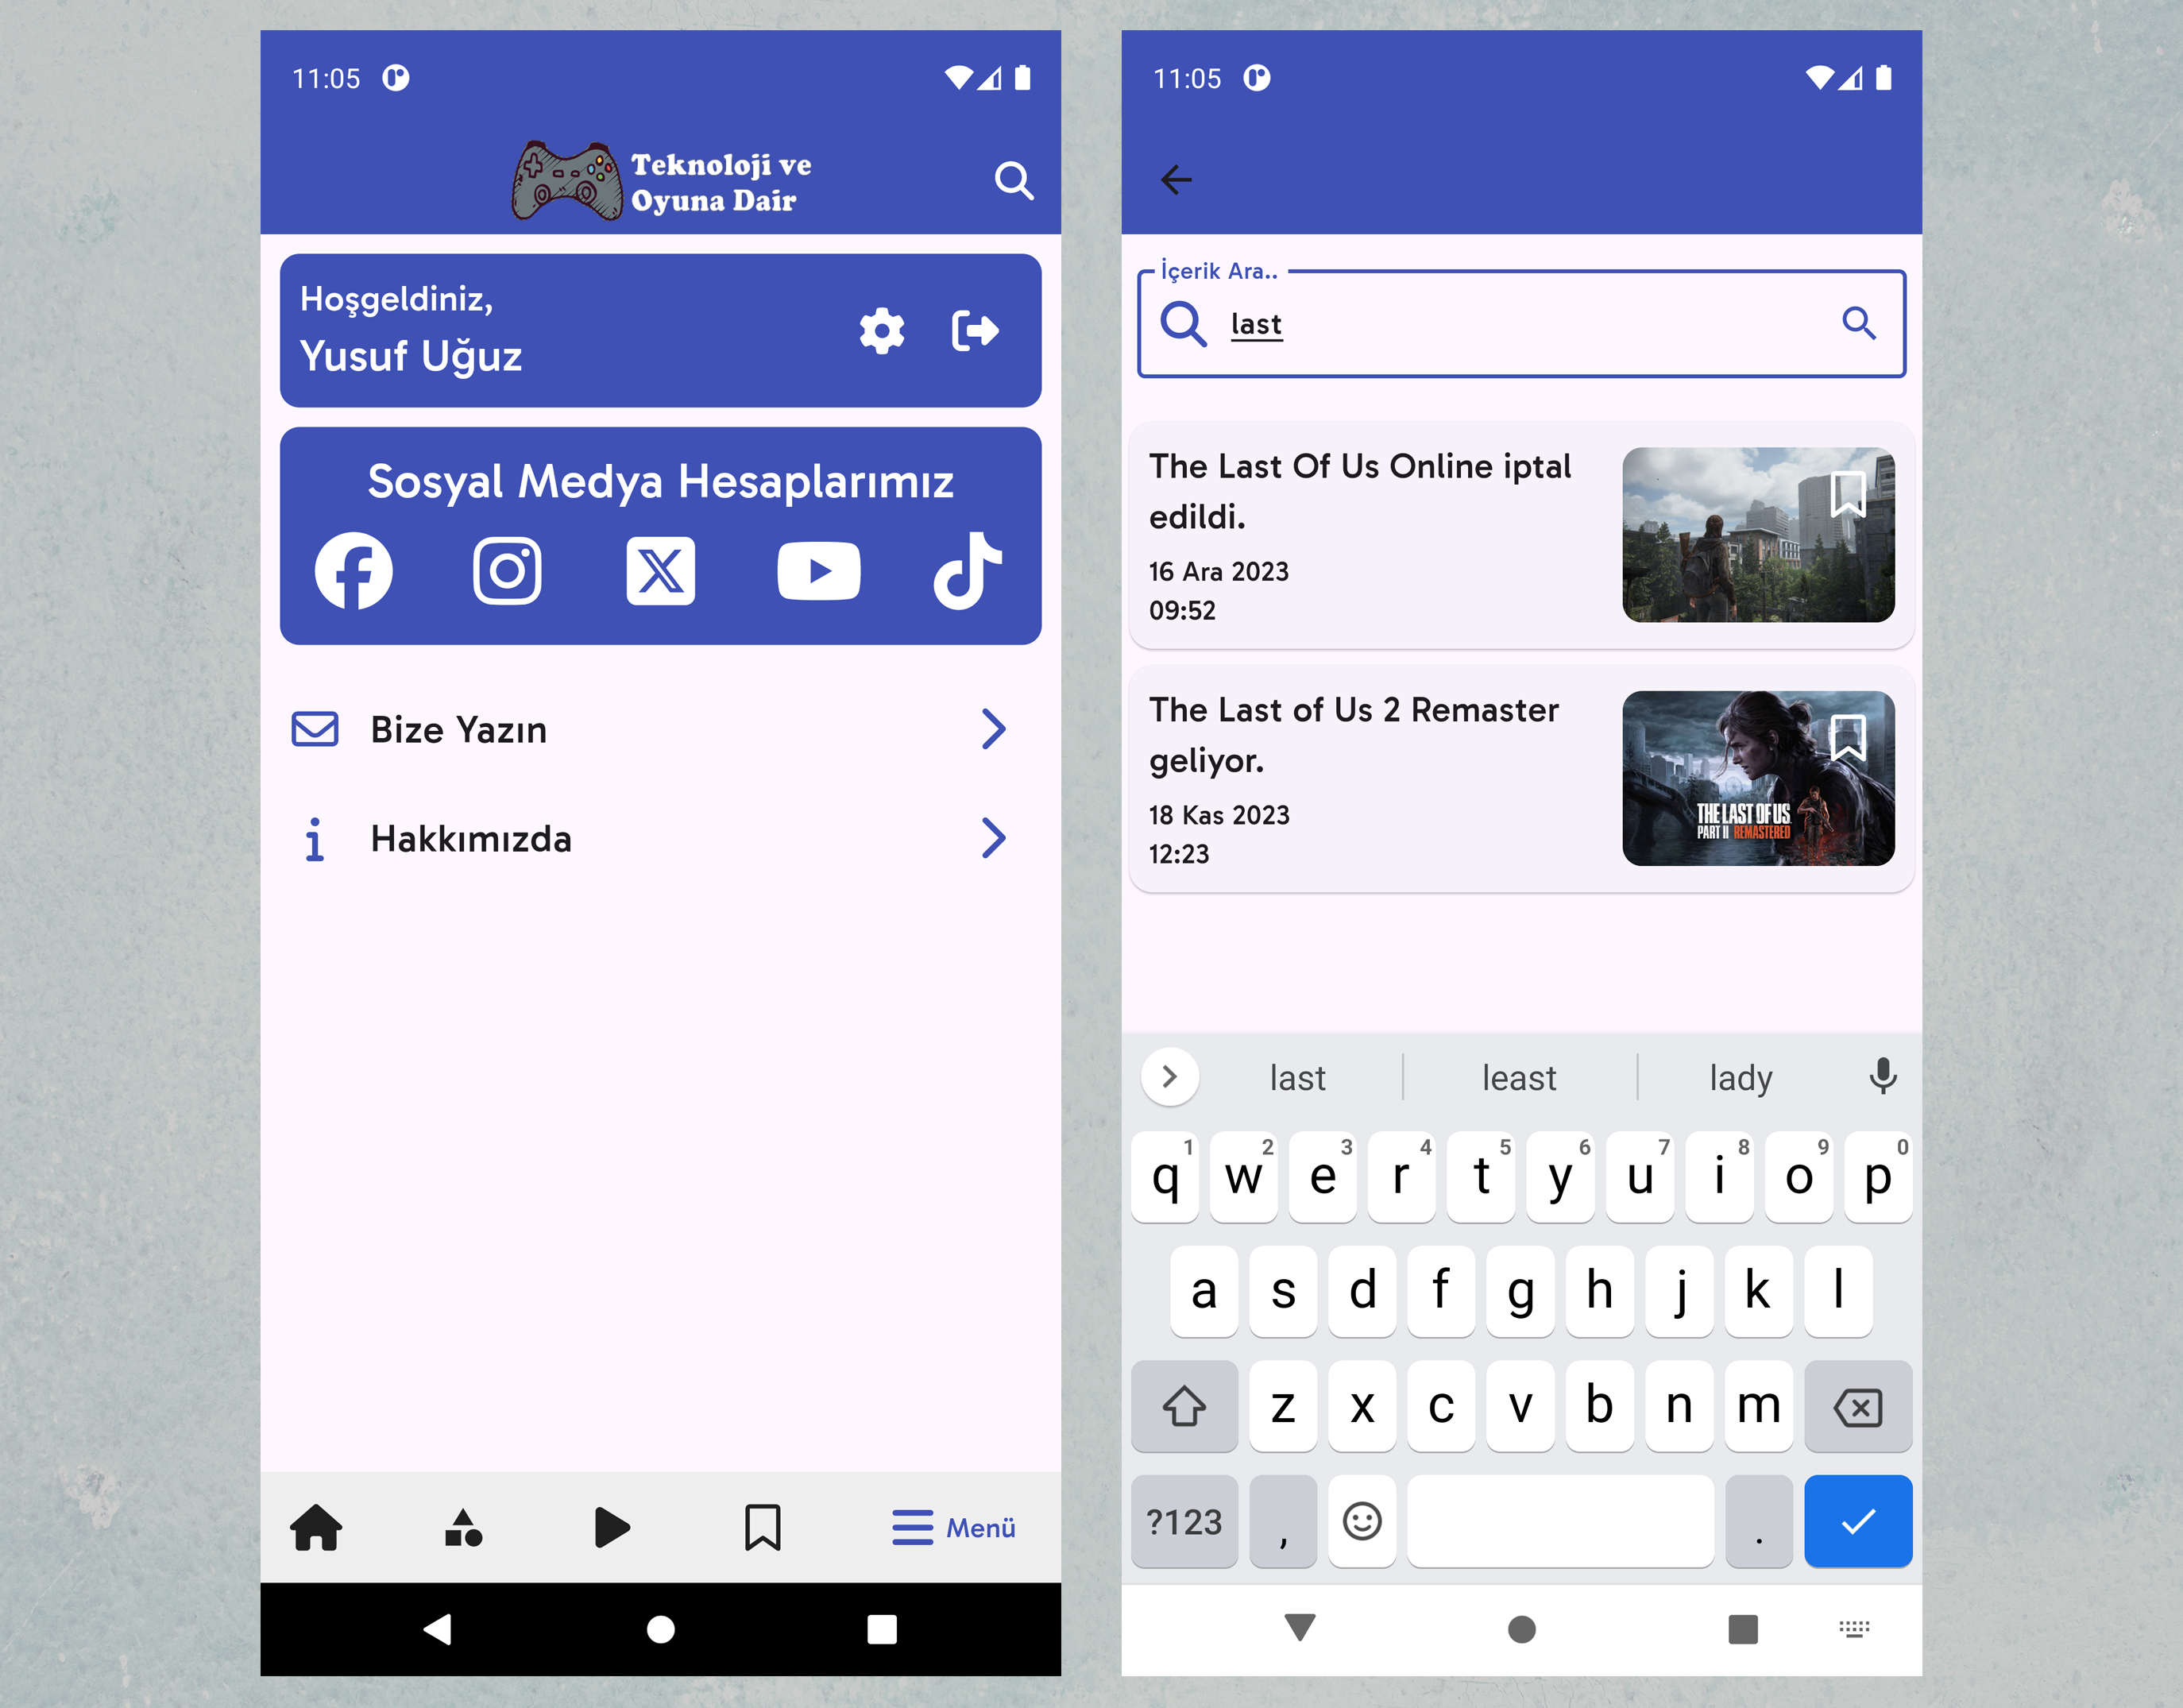 11:05
Teknoloji ve
Oyuna Dair
Hoşgeldiniz,
Yusuf Uğuz
Sosyal Medya Hesaplarımız
Bize Yazın
Hakkımızda
Menü
11:05
İçerik Ara..
last
The Last Of Us Online iptal
edildi.
16 Ara 2023
09:52
The Last of Us 2 Remaster
geliyor.
18 Kas 2023
12:23
THE LAST OF US
PART II REMASTERED
last least lady
1 2 3 4 5 6 7 8 9 0
q w e r t y u i o p
a s d f g h j k l
z x c v b n m
?123 , .